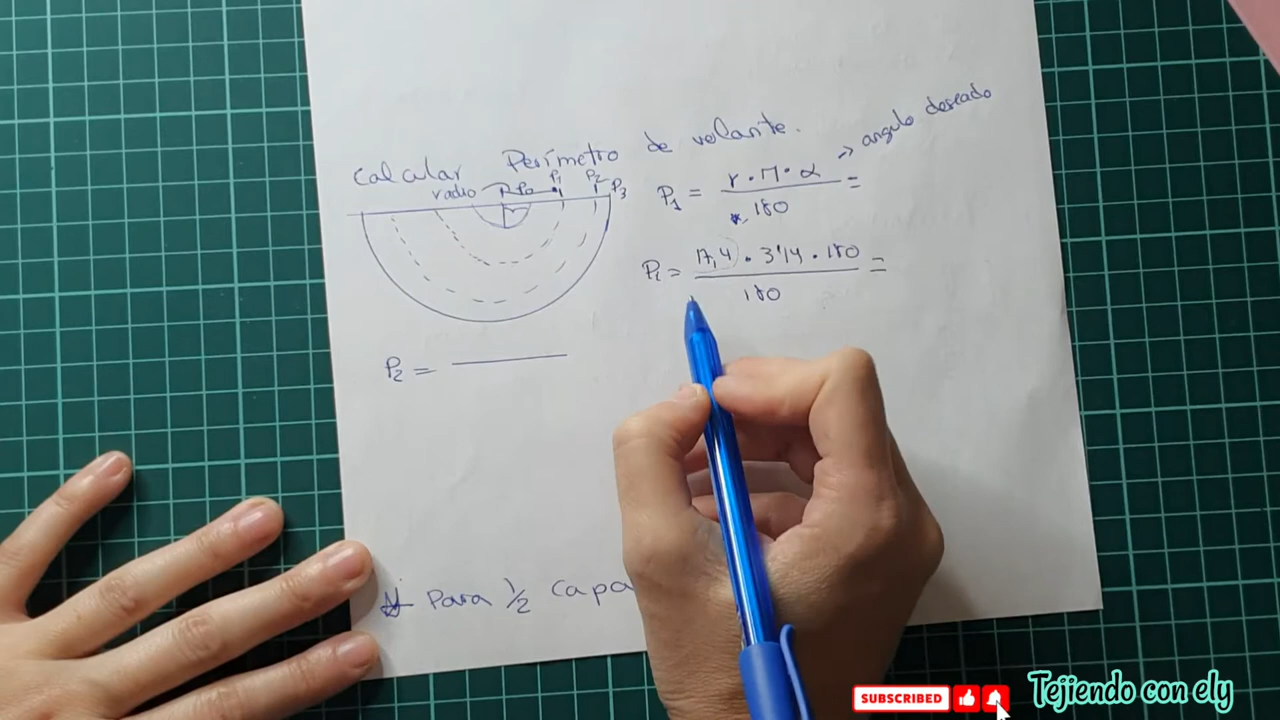 Calcular Perímetro de volante.
radio R P0 P1 P2 P3
P1 = r · π · α / 180 = → angulo deseado
P1 = 17,4 · 3'14 · 180 / 180 =
P2 =
Para 1/2 capa
SUBSCRIBED
Tejiendo con ely